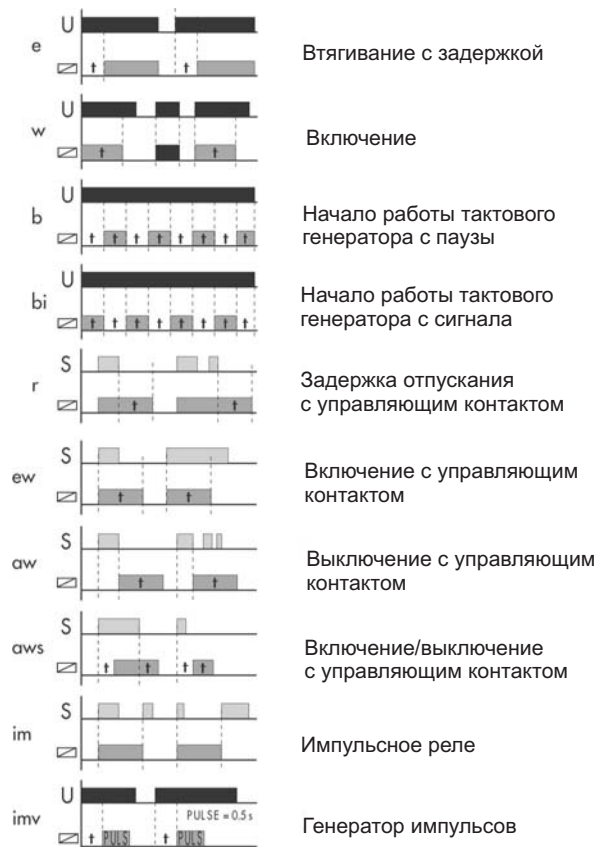 U
e
t t
Втягивание с задержкой
U
w
t t
Включение
U
b
t t t t
Начало работы тактового
генератора с паузы
U
bi
t t t t t t t t
Начало работы тактового
генератора с сигнала
S
r
t t
Задержка отпускания
с управляющим контактом
S
ew
t t
Включение с управляющим
контактом
S
aw
t t
Выключение с управляющим
контактом
S
aws
t t t t
Включение/выключение
с управляющим контактом
S
im
Импульсное реле
U
imv
PULSE = 0.5 s
t PULS t PULS
Генератор импульсов